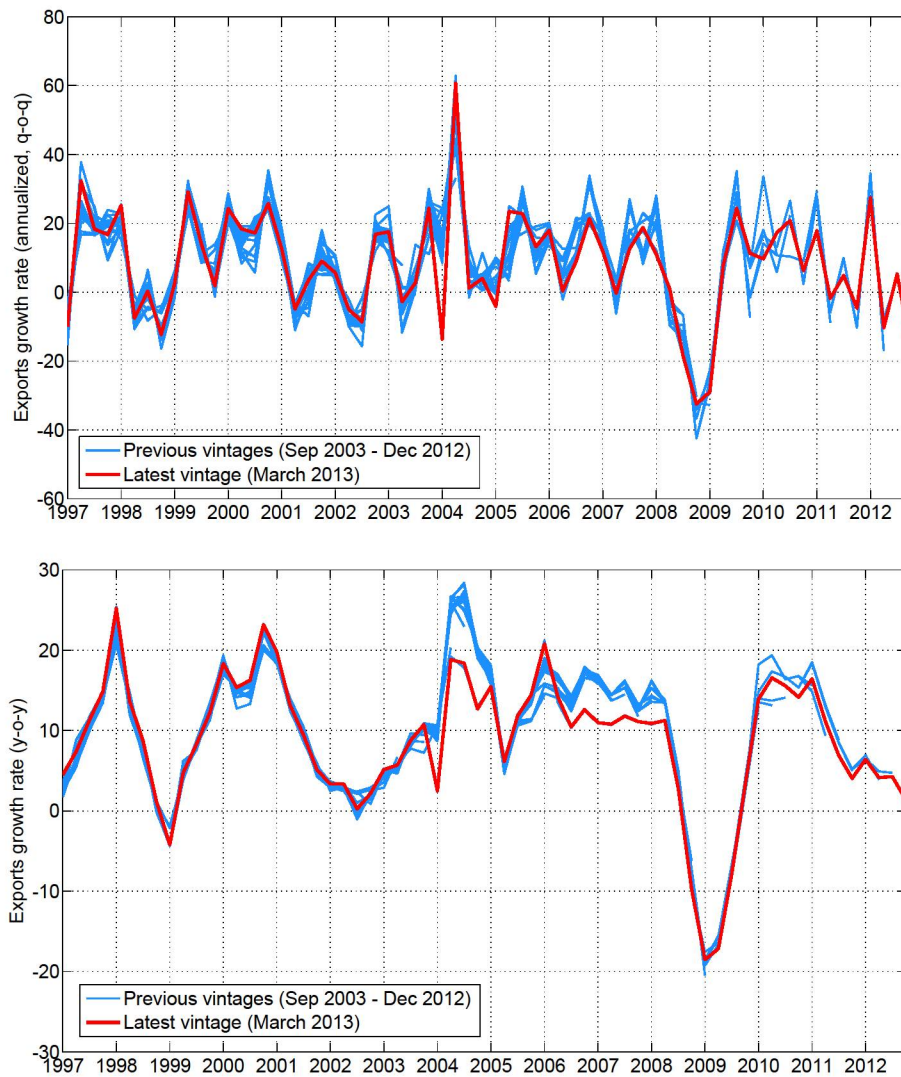 80
60
40
20
0
-20
-40
-60
Exports growth rate (annualized, q-o-q)
Previous vintages (Sep 2003 - Dec 2012)
Latest vintage (March 2013)
1997 1998 1999 2000 2001 2002 2003 2004 2005 2006 2007 2008 2009 2010 2011 2012
30
20
10
0
-10
-20
-30
Exports growth rate (y-o-y)
Previous vintages (Sep 2003 - Dec 2012)
Latest vintage (March 2013)
1997 1998 1999 2000 2001 2002 2003 2004 2005 2006 2007 2008 2009 2010 2011 2012